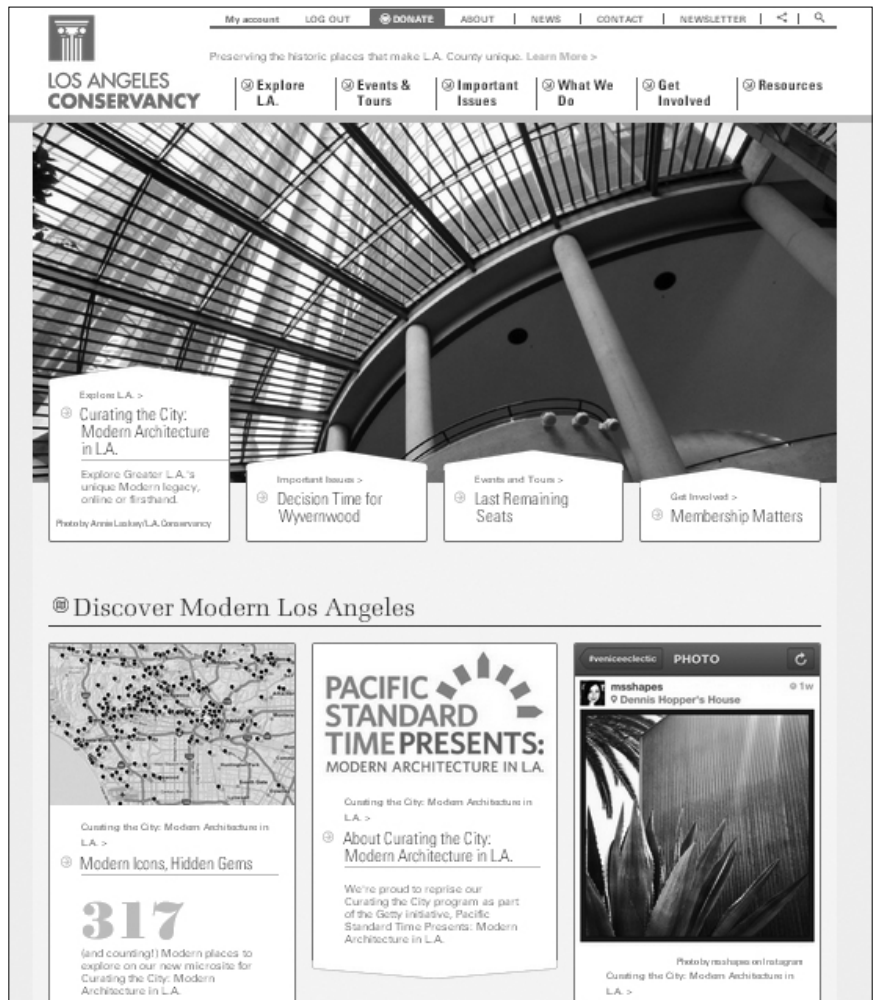 My account LOG OUT DONATE ABOUT NEWS CONTACT NEWSLETTER
Preserving the historic places that make L.A. County unique. Learn More >
LOS ANGELES
CONSERVANCY
Explore
L.A.
Events &
Tours
Important
Issues
What We
Do
Get
Involved
Resources
Explore L.A. >
Curating the City:
Modern Architecture
in L.A.
Explore Greater L.A.'s
unique Modern legacy,
online or firsthand.
Photo by Annie Laskey/L.A. Conservancy
Important Issues >
Decision Time for
Wyvernwood
Events and Tours >
Last Remaining
Seats
Get Involved >
Membership Matters
Discover Modern Los Angeles
Curating the City: Modern Architecture in
L.A. >
Modern Icons, Hidden Gems
317
(and counting!) Modern places to
explore on our new microsite for
Curating the City: Modern
Architecture in L.A.
PACIFIC
STANDARD
TIME PRESENTS:
MODERN ARCHITECTURE IN L.A.
Curating the City: Modern Architecture in
L.A. >
About Curating the City:
Modern Architecture in L.A.
We're proud to reprise our
Curating the City program as part
of the Getty initiative, Pacific
Standard Time Presents: Modern
Architecture in L.A.
#veniceeclectic PHOTO
msshapes 1w
Dennis Hopper's House
Photo by msshapes on Instagram
Curating the City: Modern Architecture in
L.A. >